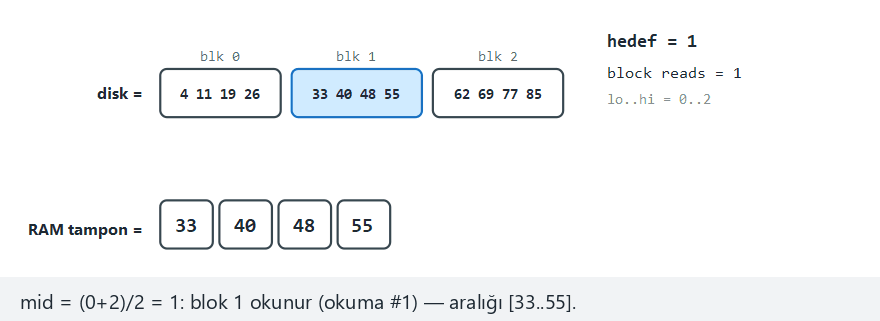 hedef = 1
blk 0 blk 1 blk 2
block reads = 1
disk = 4 11 19 26 33 40 48 55 62 69 77 85
lo..hi = 0..2
RAM tampon = 33 40 48 55
mid = (0+2)/2 = 1: blok 1 okunur (okuma #1) — aralığı [33..55].